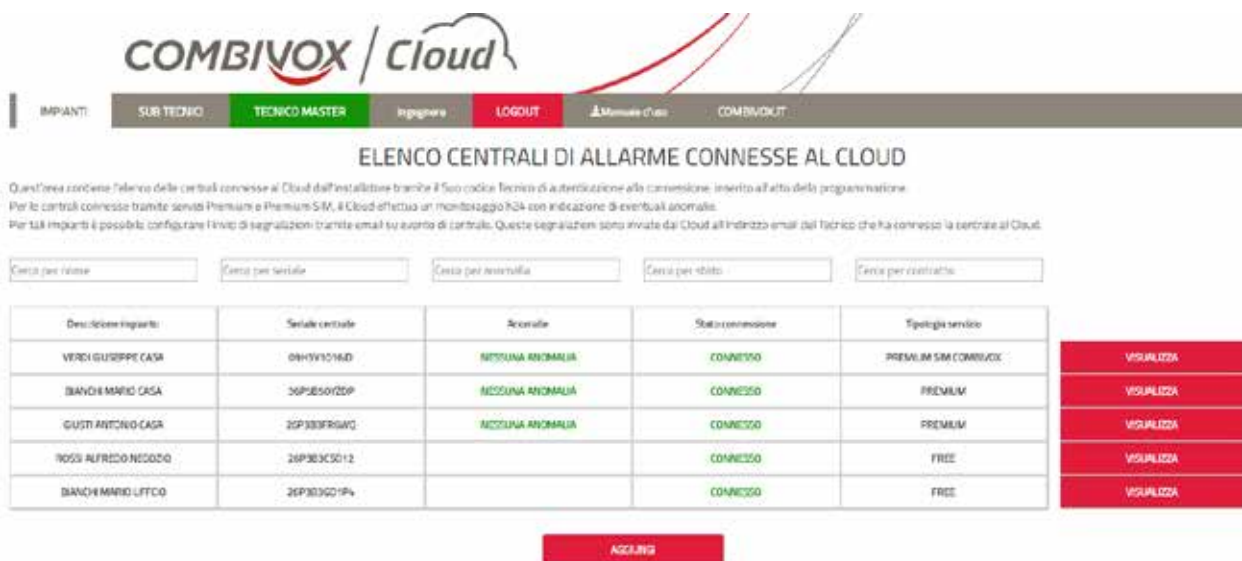 COMBIVOX / Cloud
IMPIANTI SUB TECNICI TECNICO MASTER Ingegnere LOGOUT Manuale d'uso COMBIVOX.IT
ELENCO CENTRALI DI ALLARME CONNESSE AL CLOUD
Quest'area contiene l'elenco delle centrali connesse al Cloud dall'installatore tramite il Suo codice Tecnico di autenticazione alla connessione, inserito all'atto della programmazione.
Per le centrali connesse tramite servizi Premium e Premium SIM, il Cloud effettua un monitoraggio h24 con indicazione di eventuali anomalie.
Per tali impianti è possibile configurare l'invio di segnalazioni tramite email su evento di centrale. Queste segnalazioni sono inviate dal Cloud all'indirizzo email del Tecnico che ha connesso la centrale al Cloud.
Cerca per nome Cerca per seriale Cerca per anomalia Cerca per stato Cerca per contratto
Descrizione impianto Seriale centrale Anomalie Stato connessione Tipologia servizio
VERDI GIUSEPPE CASA NESSUNA ANOMALIA CONNESSO PREMIUM SIM COMBIVOX VISUALIZZA
BIANCHI MARIO CASA NESSUNA ANOMALIA CONNESSO PREMIUM VISUALIZZA
GIUSTI ANTONIO CASA NESSUNA ANOMALIA CONNESSO PREMIUM VISUALIZZA
ROSSI ALFREDO NEGOZIO CONNESSO FREE VISUALIZZA
BIANCHI MARIO UFFICIO CONNESSO FREE VISUALIZZA
AGGIUNGI